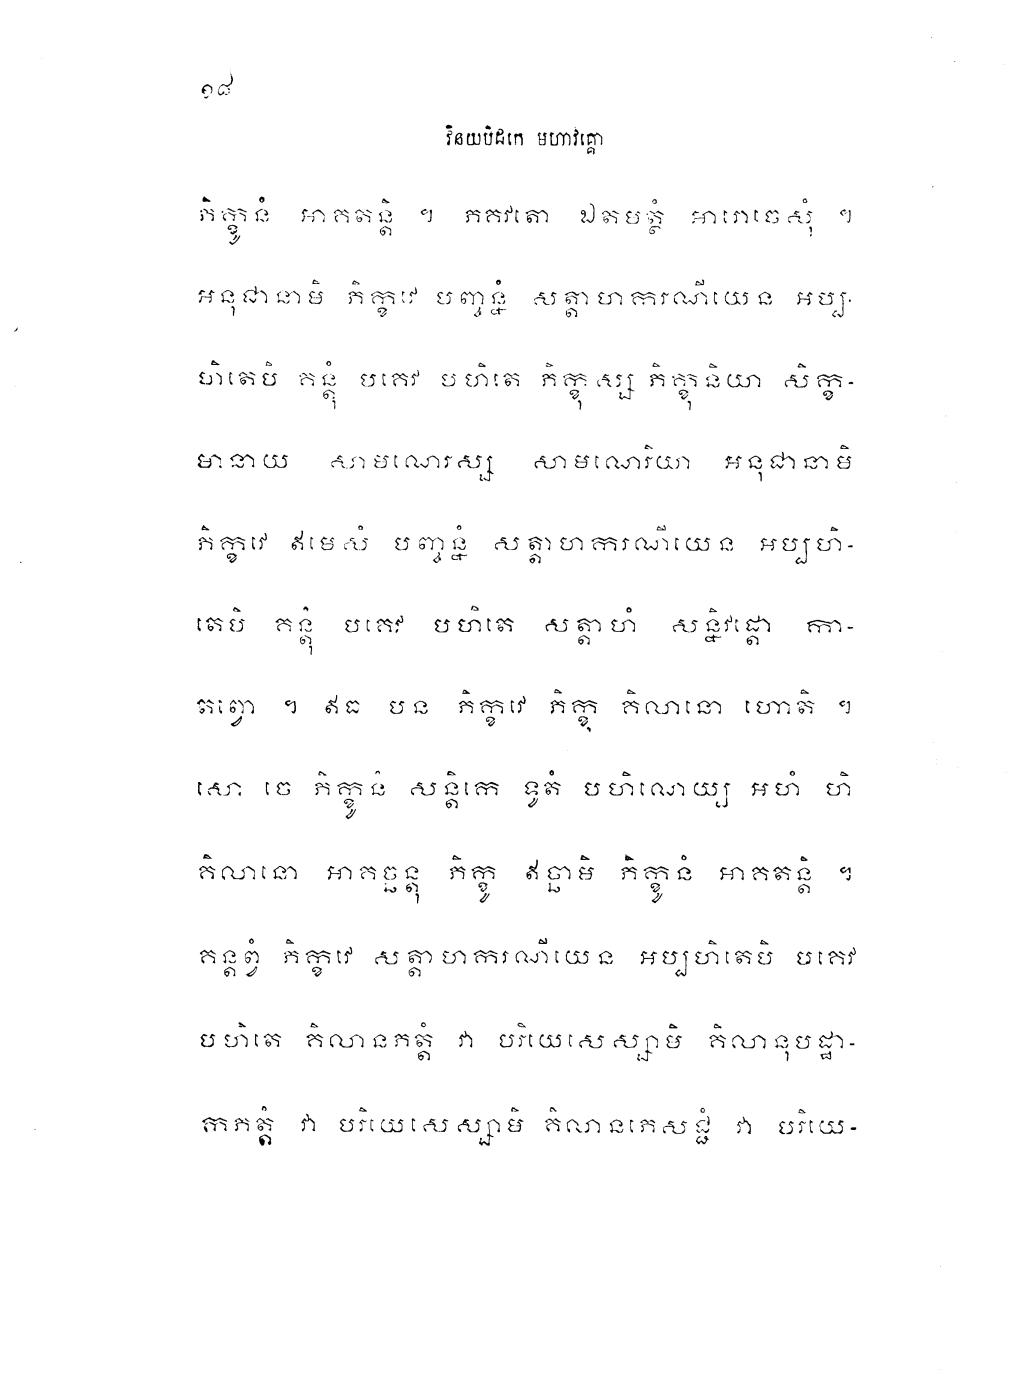 ១៨
វិនយបិដកេ មហាវគ្គោ
ភិក្ខូនំ អាគតន្តិ ។ ភគវតោ ឯតមត្ថំ អារោចេសុំ ។
អនុជានាមិ ភិក្ខវេ បញ្ចន្នំ សត្តាហករណីយេន អប្ប-
ហិតេបិ គន្តុំ បគេវ បហិតេ ភិក្ខុស្ស ភិក្ខុនិយា សិក្ខ-
មានាយ សាមណេរស្ស សាមណេរិយា អនុជានាមិ
ភិក្ខវេ ឥមេសំ បញ្ចន្នំ សត្តាហករណីយេន អប្បហិ-
តេបិ គន្តុំ បគេវ បហិតេ សត្តាហំ សន្និវដ្តោ កា-
តព្វោ ។ ឥធ បន ភិក្ខវេ ភិក្ខុ គិលានោ ហោតិ ។
សោ ចេ ភិក្ខូនំ សន្តិកេ ទូតំ បហិណេយ្យ អហំ ហិ
គិលានោ អាគច្ឆន្តុ ភិក្ខូ ឥច្ឆាមិ ភិក្ខូនំ អាគតន្តិ ។
គន្តព្វំ ភិក្ខវេ សត្តាហករណីយេន អប្បហិតេបិ បគេវ
បហិតេ គិលានភត្តំ វា បរិយេសេស្សាមិ គិលានុបដ្ឋា-
កភត្តំ វា បរិយេសេស្សាមិ គិលានភេសជ្ជំ វា បរិយេ-